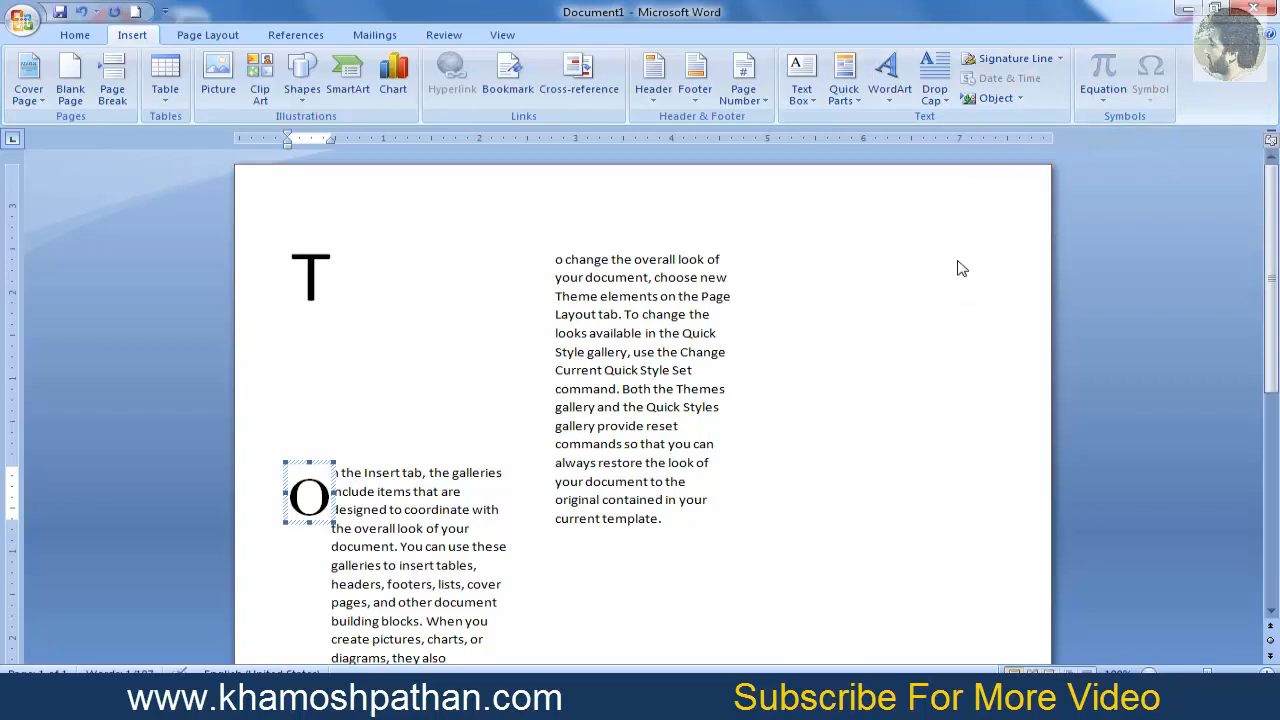 Document1 - Microsoft Word
Home Insert Page Layout References Mailings Review View
Cover Page
Blank Page
Page Break
Table
Picture
Clip Art
Shapes
SmartArt
Chart
Hyperlink
Bookmark
Cross-reference
Header
Footer
Page Number
Text Box
Quick Parts
WordArt
Drop Cap
Signature Line
Date & Time
Object
Equation
Symbol
Pages Tables Illustrations Links Header & Footer Text Symbols
1 2 3 4 5 6 7
T
O
the Insert tab, the galleries
include items that are
designed to coordinate with
the overall look of your
document. You can use these
galleries to insert tables,
headers, footers, lists, cover
pages, and other document
building blocks. When you
create pictures, charts, or
diagrams, they also
o change the overall look of
your document, choose new
Theme elements on the Page
Layout tab. To change the
looks available in the Quick
Style gallery, use the Change
Current Quick Style Set
command. Both the Themes
gallery and the Quick Styles
gallery provide reset
commands so that you can
always restore the look of
your document to the
original contained in your
current template.
www.khamoshpathan.com
Subscribe For More Video